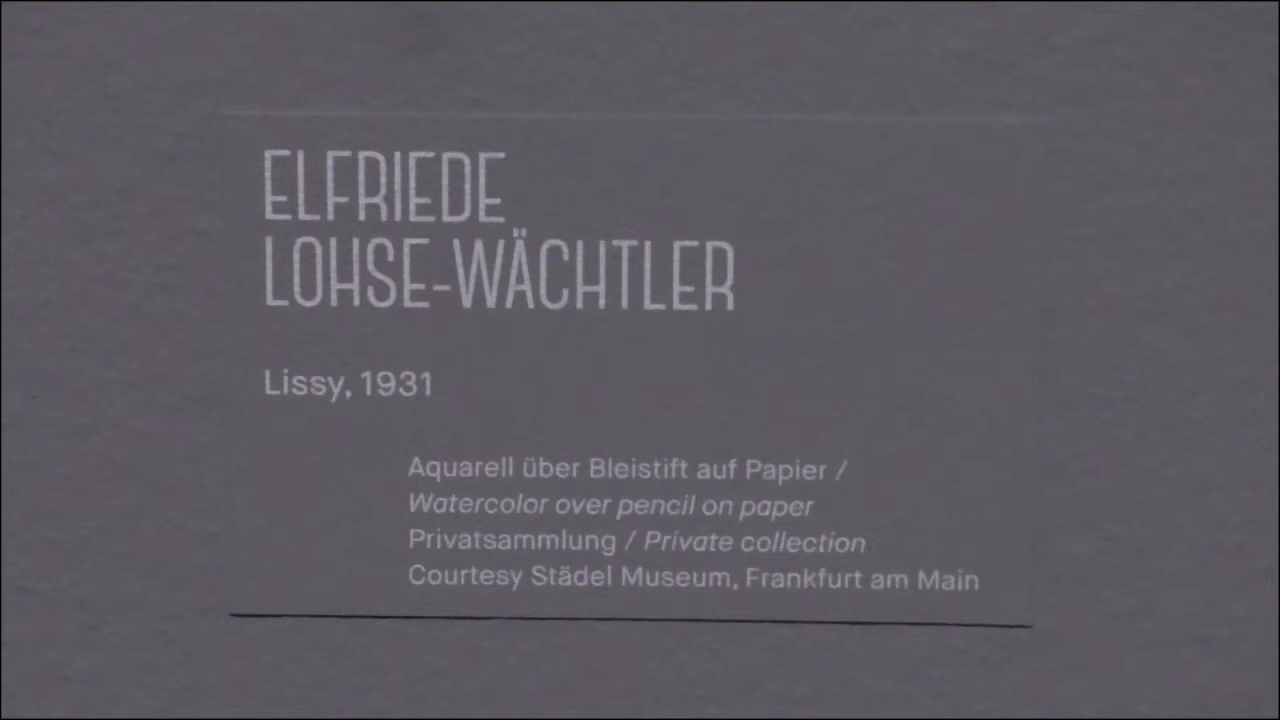 ELFRIEDE
LOHSE-WÄCHTLER
Lissy, 1931
Aquarell über Bleistift auf Papier /
Watercolor over pencil on paper
Privatsammlung / Private collection
Courtesy Städel Museum, Frankfurt am Main